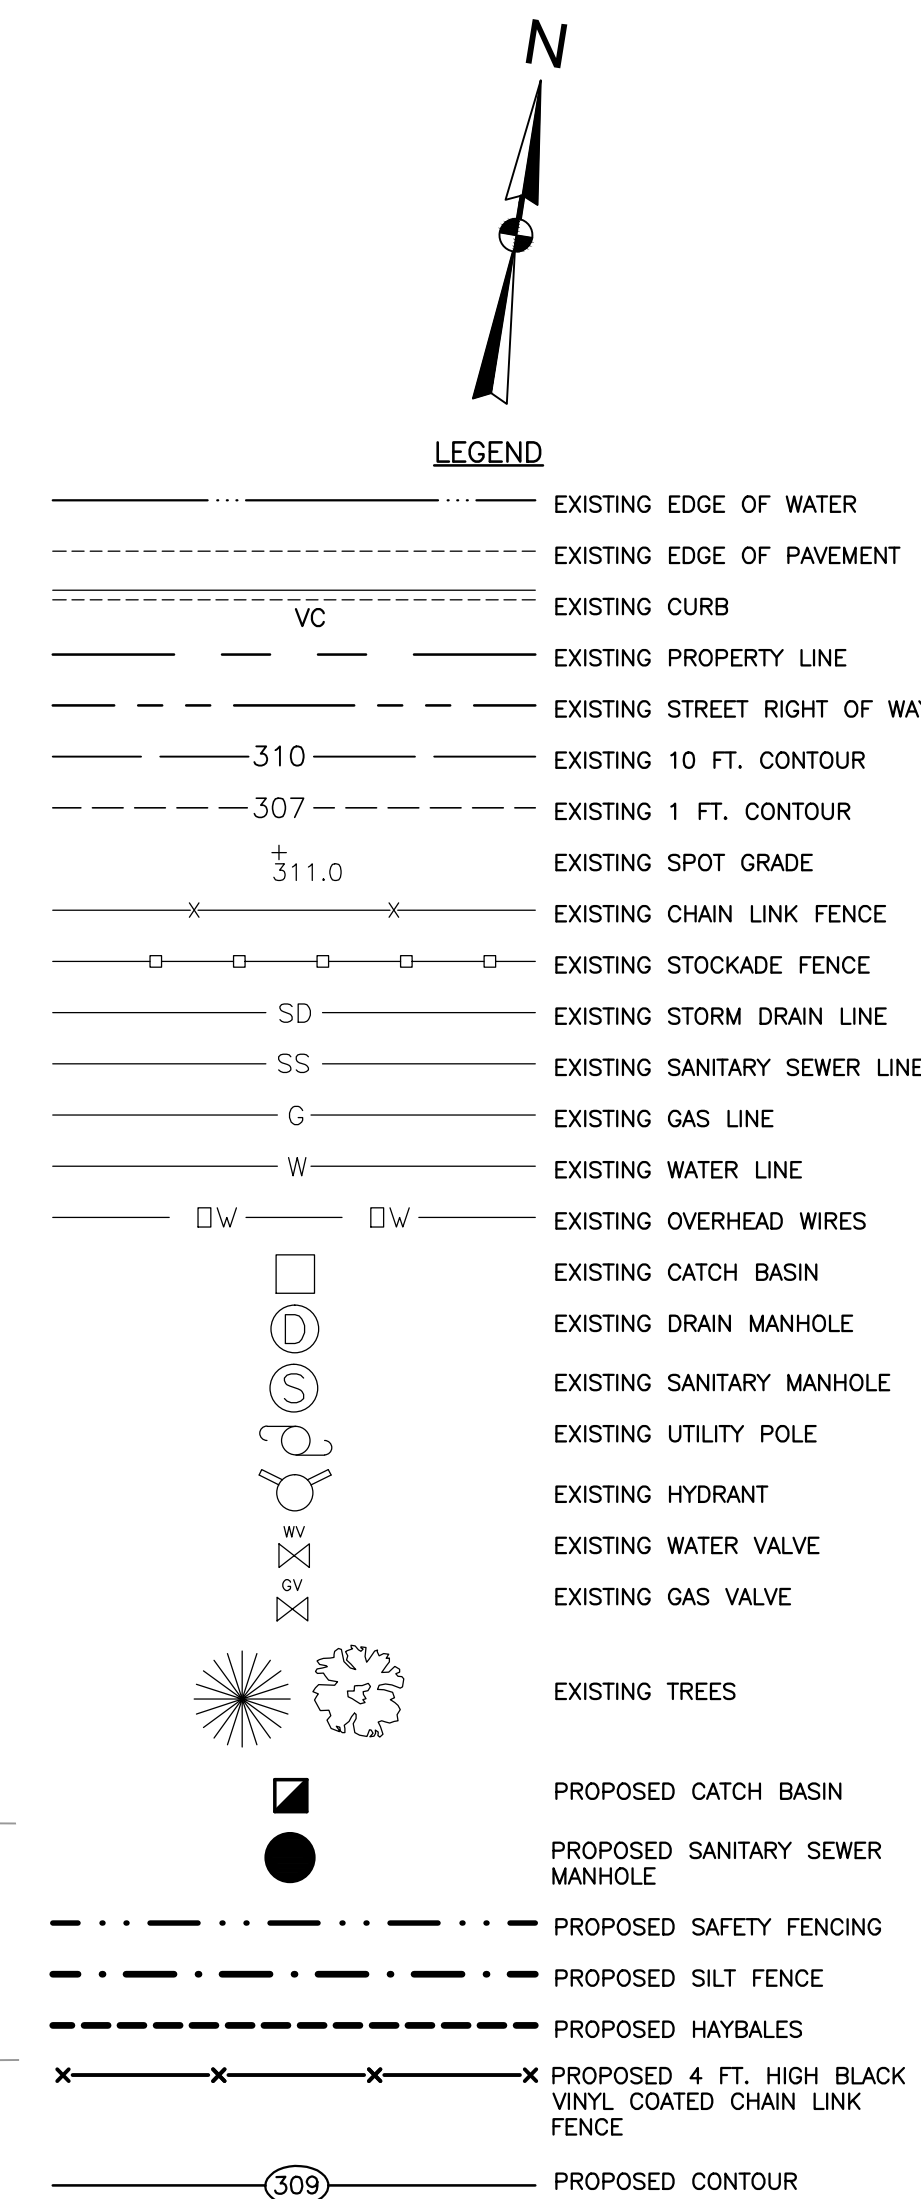 N
LEGEND
EXISTING EDGE OF WATER
EXISTING EDGE OF PAVEMENT
VC EXISTING CURB
EXISTING PROPERTY LINE
EXISTING STREET RIGHT OF WAY
310 EXISTING 10 FT. CONTOUR
307 EXISTING 1 FT. CONTOUR
+ 311.0 EXISTING SPOT GRADE
X X EXISTING CHAIN LINK FENCE
EXISTING STOCKADE FENCE
SD EXISTING STORM DRAIN LINE
SS EXISTING SANITARY SEWER LINE
G EXISTING GAS LINE
W EXISTING WATER LINE
OW OW EXISTING OVERHEAD WIRES
EXISTING CATCH BASIN
D EXISTING DRAIN MANHOLE
S EXISTING SANITARY MANHOLE
EXISTING UTILITY POLE
EXISTING HYDRANT
WV EXISTING WATER VALVE
GV EXISTING GAS VALVE
EXISTING TREES
PROPOSED CATCH BASIN
PROPOSED SANITARY SEWER
MANHOLE
PROPOSED SAFETY FENCING
PROPOSED SILT FENCE
PROPOSED HAYBALES
X X X X PROPOSED 4 FT. HIGH BLACK
VINYL COATED CHAIN LINK
FENCE
309 PROPOSED CONTOUR